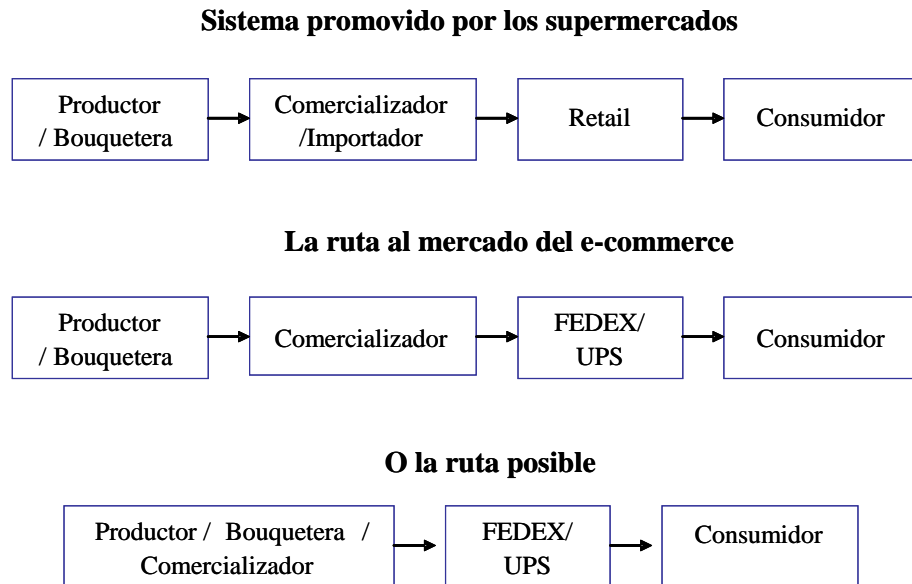 Sistema promovido por los supermercados
Productor
/ Bouquetera
Comercializador
/Importador
Retail
Consumidor
La ruta al mercado del e-commerce
Productor
/ Bouquetera
Comercializador
FEDEX/
UPS
Consumidor
O la ruta posible
Productor / Bouquetera /
Comercializador
FEDEX/
UPS
Consumidor